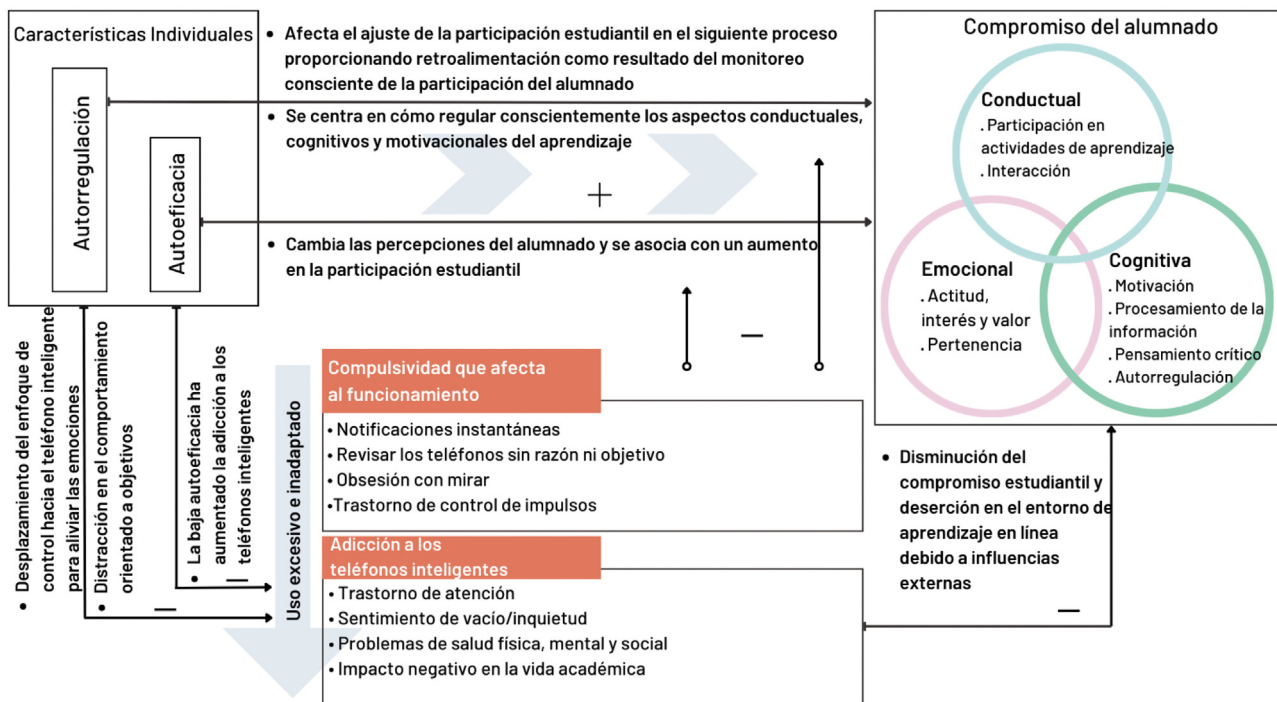 Características Individuales
Autorregulación
Autoeficacia
• Afecta el ajuste de la participación estudiantil en el siguiente proceso
proporcionando retroalimentación como resultado del monitoreo
consciente de la participación del alumnado
• Se centra en cómo regular conscientemente los aspectos conductuales,
cognitivos y motivacionales del aprendizaje
+
• Cambia las percepciones del alumnado y se asocia con un aumento
en la participación estudiantil
Compromiso del alumnado
Conductual
. Participación en
actividades de aprendizaje
. Interacción
Emocional
. Actitud,
interés y valor
. Pertenencia
Cognitiva
. Motivación
. Procesamiento de la
información
. Pensamiento crítico
. Autorregulación
• Desplazamiento del enfoque de
control hacia el teléfono inteligente
para aliviar las emociones
• Distracción en el comportamiento
orientado a objetivos
—
• La baja autoeficacia ha
aumentado la adicción a los
teléfonos inteligentes
—
Uso excesivo e inadaptado
—
Compulsividad que afecta
al funcionamiento
• Notificaciones instantáneas
• Revisar los teléfonos sin razón ni objetivo
• Obsesión con mirar
•Trastorno de control de impulsos
Adicción a los
teléfonos inteligentes
• Trastorno de atención
• Sentimiento de vacío/inquietud
• Problemas de salud física, mental y social
• Impacto negativo en la vida académica
• Disminución del
compromiso estudiantil y
deserción en el entorno de
aprendizaje en línea
debido a influencias
externas
—